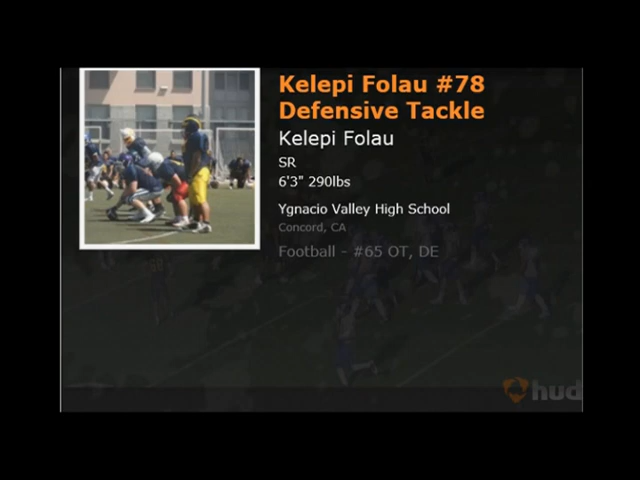 Kelepi Folau #78
Defensive Tackle
Kelepi Folau
SR
6'3" 290lbs
Ygnacio Valley High School
Concord, CA
Football - #65 OT, DE
hud